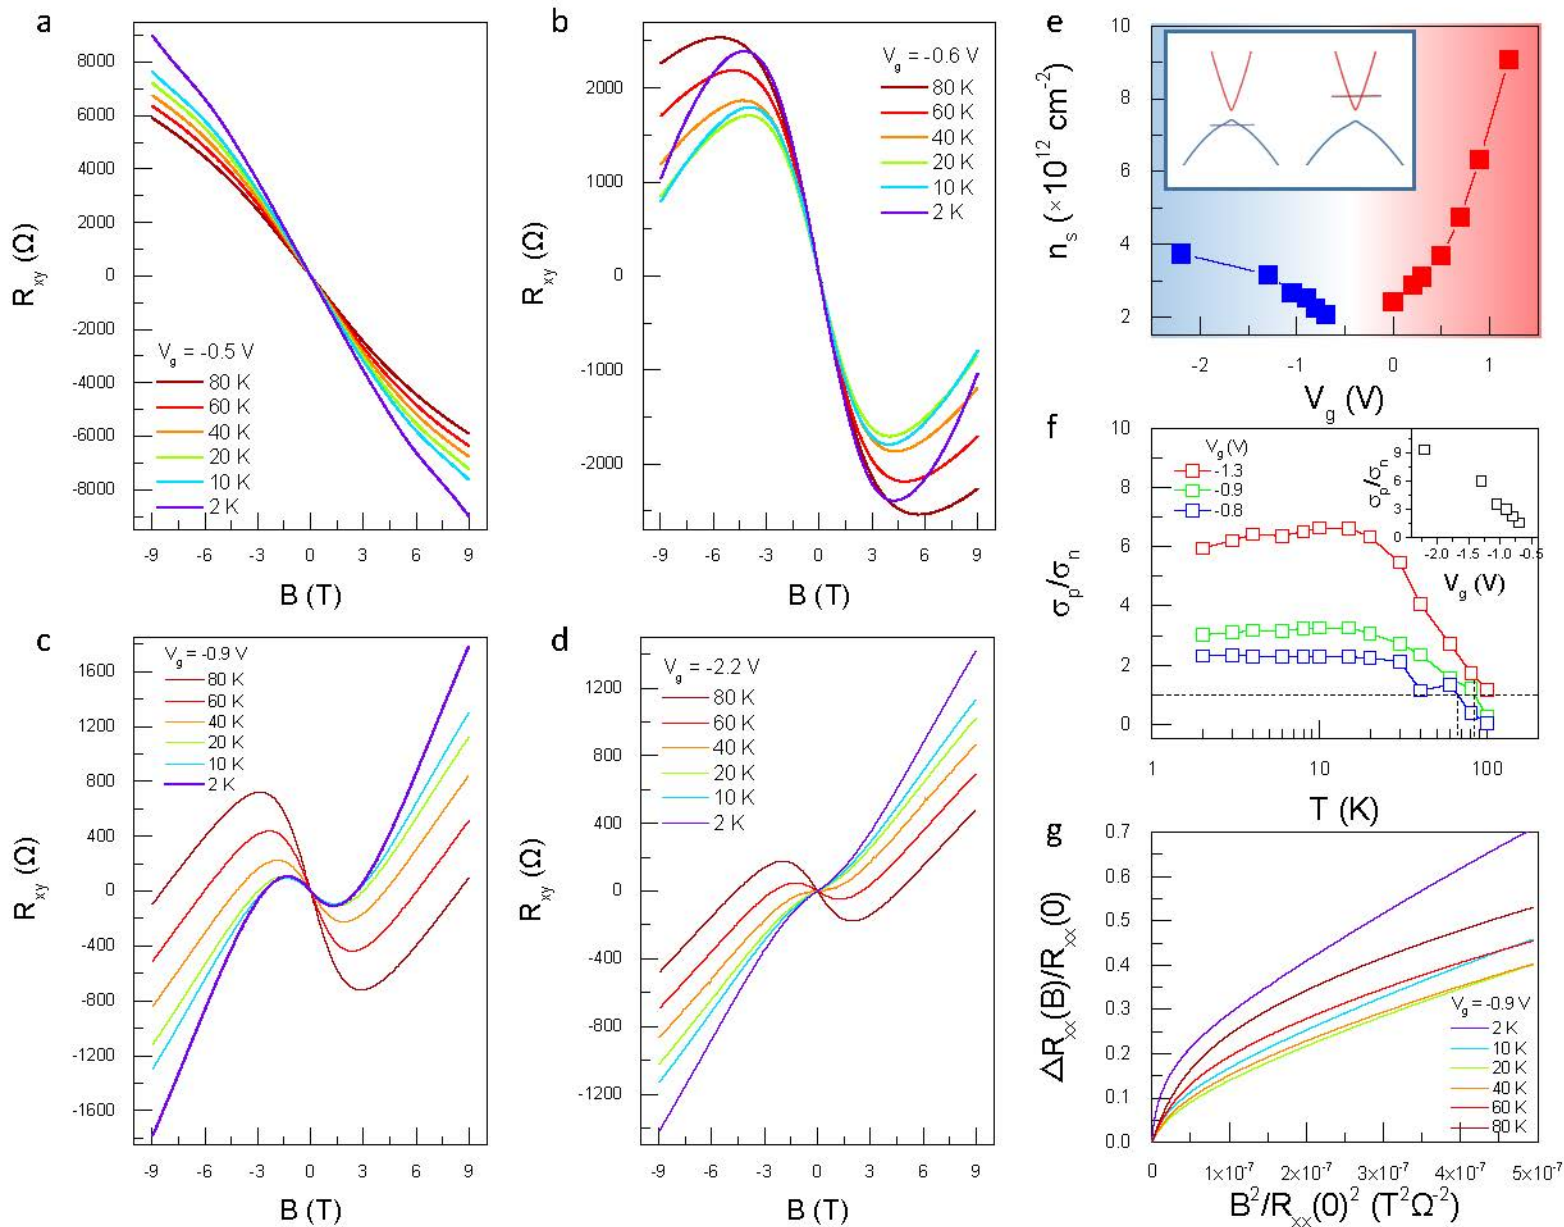 a
8000
6000
4000
2000
0
-2000
-4000
-6000
-8000
R_xy (Ω)
V_g = -0.5 V
80 K
60 K
40 K
20 K
10 K
2 K
-9 -6 -3 0 3 6 9
B (T)
b
2000
1000
0
-1000
-2000
R_xy (Ω)
V_g = -0.6 V
80 K
60 K
40 K
20 K
10 K
2 K
-9 -6 -3 0 3 6 9
B (T)
c
1600
1200
800
400
0
-400
-800
-1200
-1600
R_xy (Ω)
V_g = -0.9 V
80 K
60 K
40 K
20 K
10 K
2 K
-9 -6 -3 0 3 6 9
B (T)
d
1200
800
400
0
-400
-800
-1200
R_xy (Ω)
V_g = -2.2 V
80 K
60 K
40 K
20 K
10 K
2 K
-9 -6 -3 0 3 6 9
B (T)
e
10
8
6
4
2
n_s (×10^12 cm^-2)
-2 -1 0 1
V_g (V)
f
10
8
6
4
2
0
σ_p/σ_n
V_g (V)
-1.3
-0.9
-0.8
9
6
3
0
σ_p/σ_n
-2.0 -1.5 -1.0 -0.5
V_g (V)
1 10 100
T (K)
g
0.7
0.6
0.5
0.4
0.3
0.2
0.1
0.0
ΔR_xx(B)/R_xx(0)
V_g = -0.9 V
2 K
10 K
20 K
40 K
60 K
80 K
0 1x10^-7 2x10^-7 3x10^-7 4x10^-7 5x10^-7
B^2/R_xx(0)^2 (T^2Ω^-2)